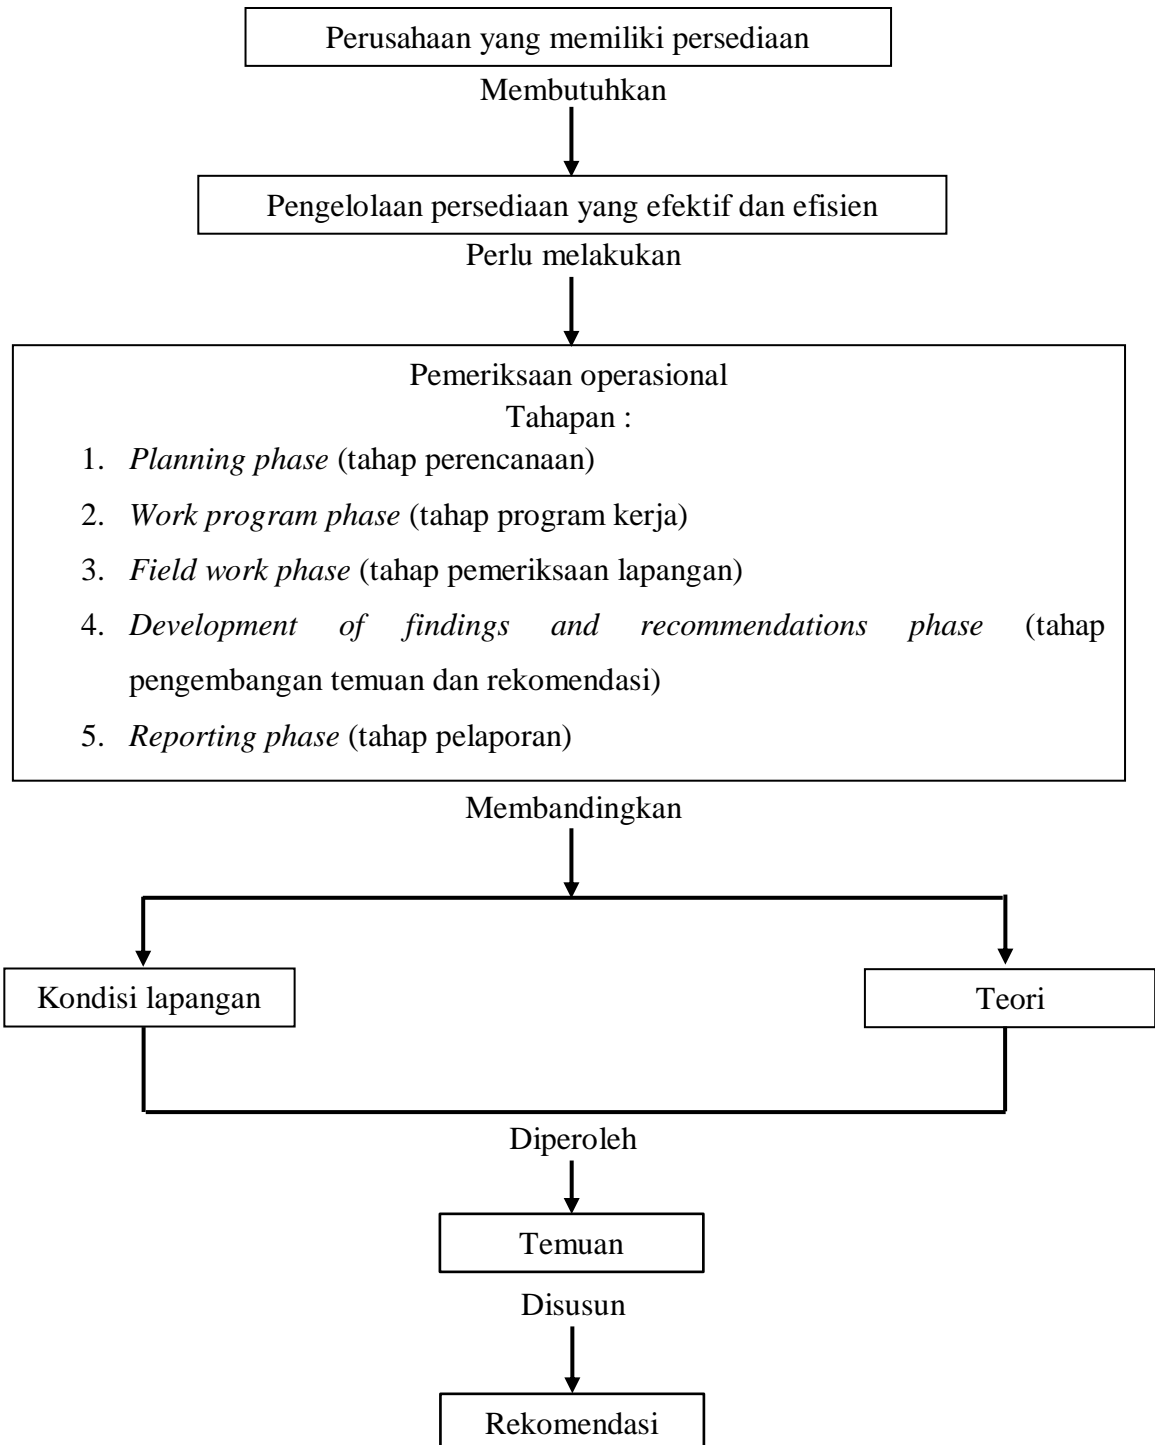 Perusahaan yang memiliki persediaan
Membutuhkan
Pengelolaan persediaan yang efektif dan efisien
Perlu melakukan
Pemeriksaan operasional
Tahapan :
1. Planning phase (tahap perencanaan)
2. Work program phase (tahap program kerja)
3. Field work phase (tahap pemeriksaan lapangan)
4. Development of findings and recommendations phase (tahap
pengembangan temuan dan rekomendasi)
5. Reporting phase (tahap pelaporan)
Membandingkan
Kondisi lapangan
Teori
Diperoleh
Temuan
Disusun
Rekomendasi